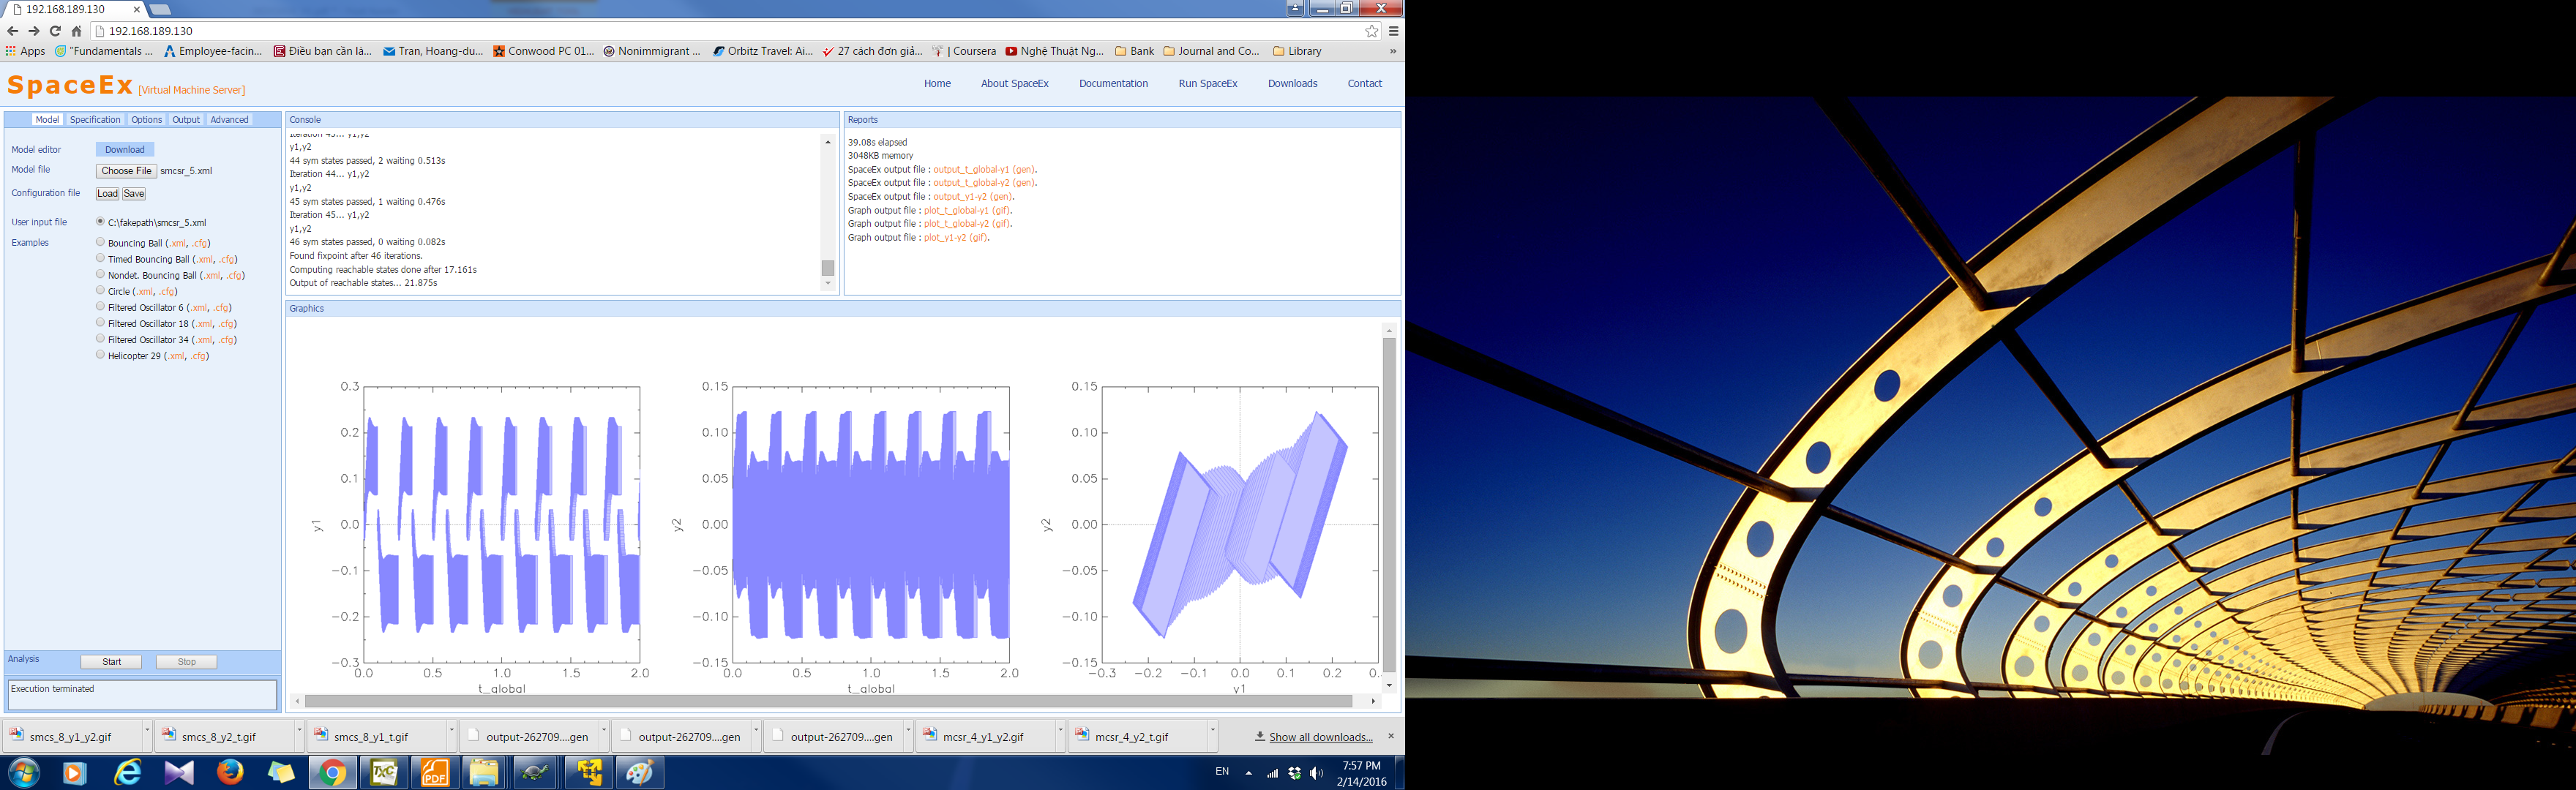 192.168.189.130
192.168.189.130
Apps "Fundamentals ... Employee-facin... Điều bạn cần là... Tran, Hoang-du... Conwood PC 01... Nonimmigrant ... Orbitz Travel: Ai... 27 cách đơn giả... | Coursera Nghệ Thuật Ng... Bank Journal and Co... Library »
SpaceEx [Virtual Machine Server]
Home About SpaceEx Documentation Run SpaceEx Downloads Contact
Model Specification Options Output Advanced
Model editor Download
Model file Choose File smcsr_5.xml
Configuration file Load Save
User input file C:\fakepath\smcsr_5.xml
Examples Bouncing Ball (.xml, .cfg)
Timed Bouncing Ball (.xml, .cfg)
Nondet. Bouncing Ball (.xml, .cfg)
Circle (.xml, .cfg)
Filtered Oscillator 6 (.xml, .cfg)
Filtered Oscillator 18 (.xml, .cfg)
Filtered Oscillator 34 (.xml, .cfg)
Helicopter 29 (.xml, .cfg)
Analysis Start Stop
Execution terminated
Console
Iteration 43... y1,y2
y1,y2
44 sym states passed, 2 waiting 0.513s
Iteration 44... y1,y2
y1,y2
45 sym states passed, 1 waiting 0.476s
Iteration 45... y1,y2
y1,y2
46 sym states passed, 0 waiting 0.082s
Found fixpoint after 46 iterations.
Computing reachable states done after 17.161s
Output of reachable states... 21.875s
Reports
39.08s elapsed
3048KB memory
SpaceEx output file : output_t_global-y1 (gen).
SpaceEx output file : output_t_global-y2 (gen).
SpaceEx output file : output_y1-y2 (gen).
Graph output file : plot_t_global-y1 (gif).
Graph output file : plot_t_global-y2 (gif).
Graph output file : plot_y1-y2 (gif).
Graphics
0.3
0.2
0.1
0.0
−0.1
−0.2
−0.3
y1
0.0 0.5 1.0 1.5 2.0
t_global
0.15
0.10
0.05
0.00
−0.05
−0.10
−0.15
y2
0.0 0.5 1.0 1.5 2.0
t_global
0.15
0.10
0.05
0.00
−0.05
−0.10
−0.15
y2
−0.3 −0.2 −0.1 0.0 0.1 0.2 0.
y1
smcs_8_y1_y2.gif smcs_8_y2_t.gif smcs_8_y1_t.gif output-262709....gen output-262709....gen output-262709....gen mcsr_4_y1_y2.gif mcsr_4_y2_t.gif Show all downloads...
TXC PDF
EN 7:57 PM
2/14/2016